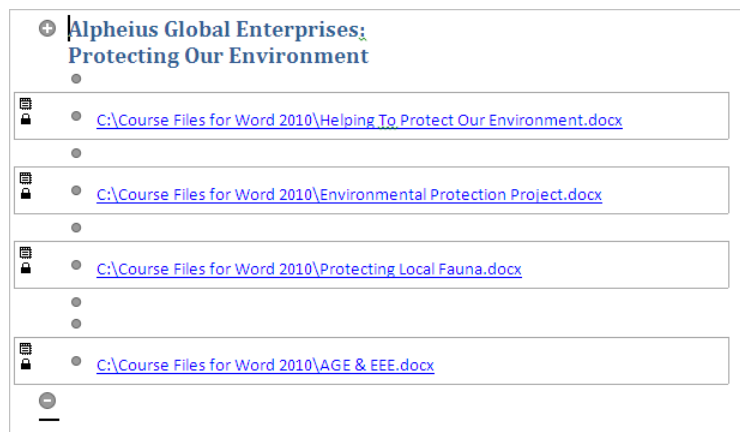 Alpheius Global Enterprises:
Protecting Our Environment
C:\Course Files for Word 2010\Helping To Protect Our Environment.docx
C:\Course Files for Word 2010\Environmental Protection Project.docx
C:\Course Files for Word 2010\Protecting Local Fauna.docx
C:\Course Files for Word 2010\AGE & EEE.docx